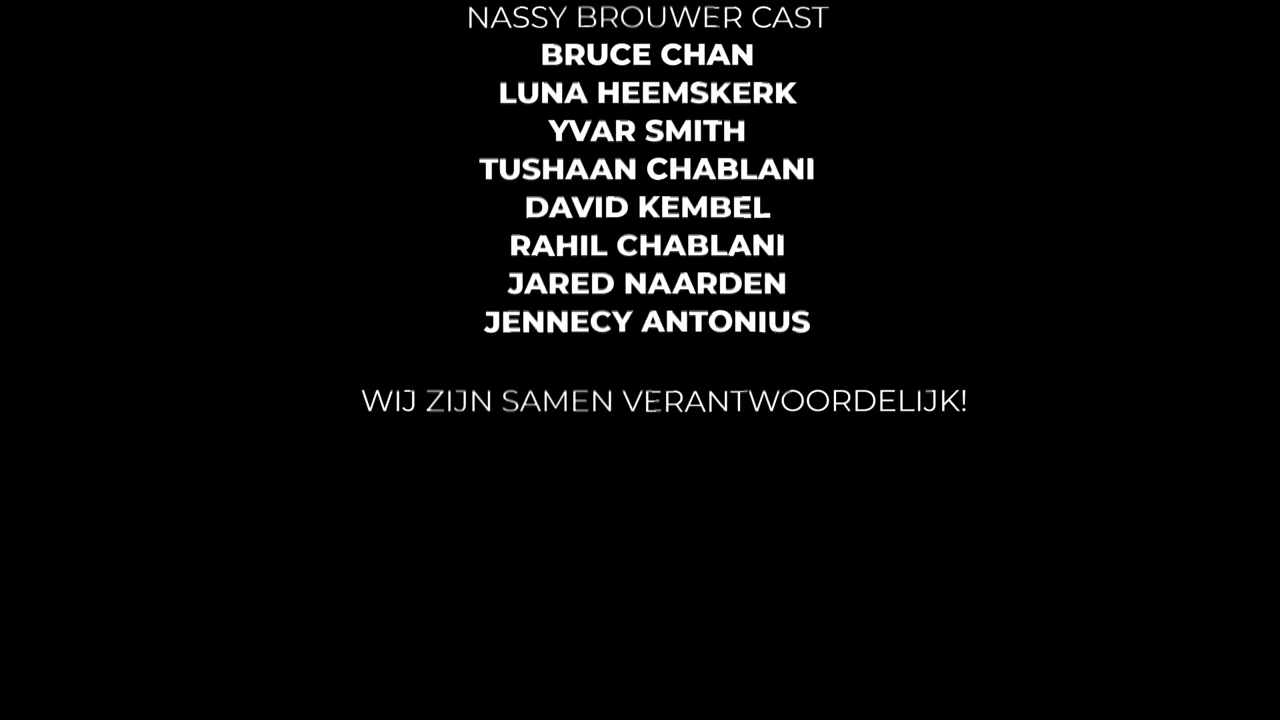 NASSY BROUWER CAST
BRUCE CHAN
LUNA HEEMSKERK
YVAR SMITH
TUSHAAN CHABLANI
DAVID KEMBEL
RAHIL CHABLANI
JARED NAARDEN
JENNECY ANTONIUS
WIJ ZIJN SAMEN VERANTWOORDELIJK!